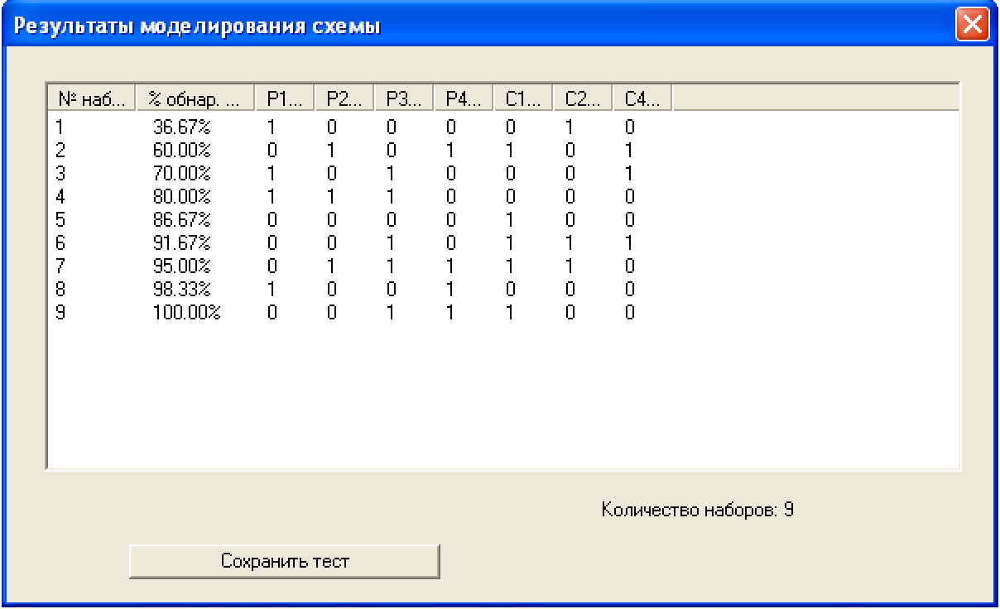 Результаты моделирования схемы
№ наб... % обнар. ... P1... P2... P3... P4... C1... C2... C4...
1 36.67% 1 0 0 0 0 1 0
2 60.00% 0 1 0 1 1 0 1
3 70.00% 1 0 1 0 0 0 1
4 80.00% 1 1 1 0 0 0 0
5 86.67% 0 0 0 0 1 0 0
6 91.67% 0 0 1 0 1 1 1
7 95.00% 0 1 1 1 1 1 0
8 98.33% 1 0 0 1 0 0 0
9 100.00% 0 0 1 1 1 0 0
Количество наборов: 9
Сохранить тест